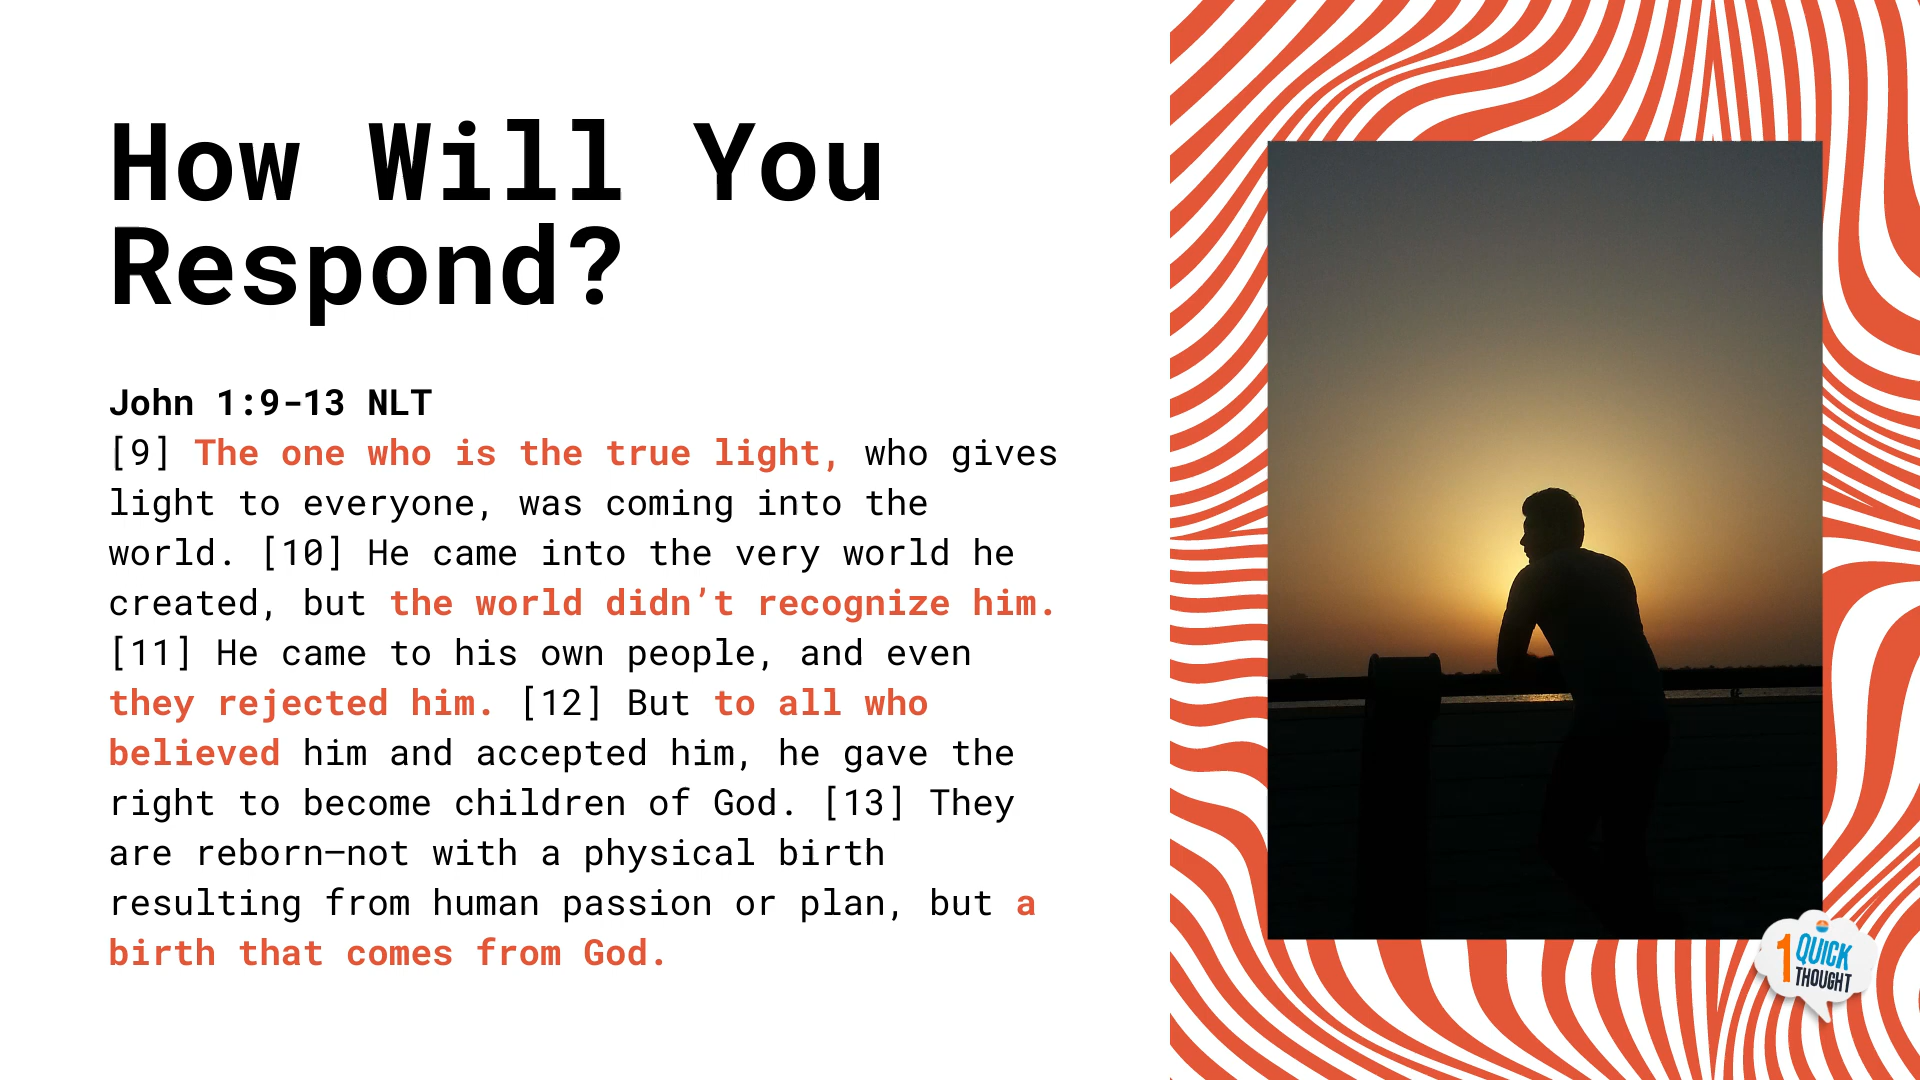 How Will You
Respond?
John 1:9-13 NLT
[9] The one who is the true light, who gives
light to everyone, was coming into the
world. [10] He came into the very world he
created, but the world didn’t recognize him.
[11] He came to his own people, and even
they rejected him. [12] But to all who
believed him and accepted him, he gave the
right to become children of God. [13] They
are reborn—not with a physical birth
resulting from human passion or plan, but a
birth that comes from God.
1 QUICK
THOUGHT